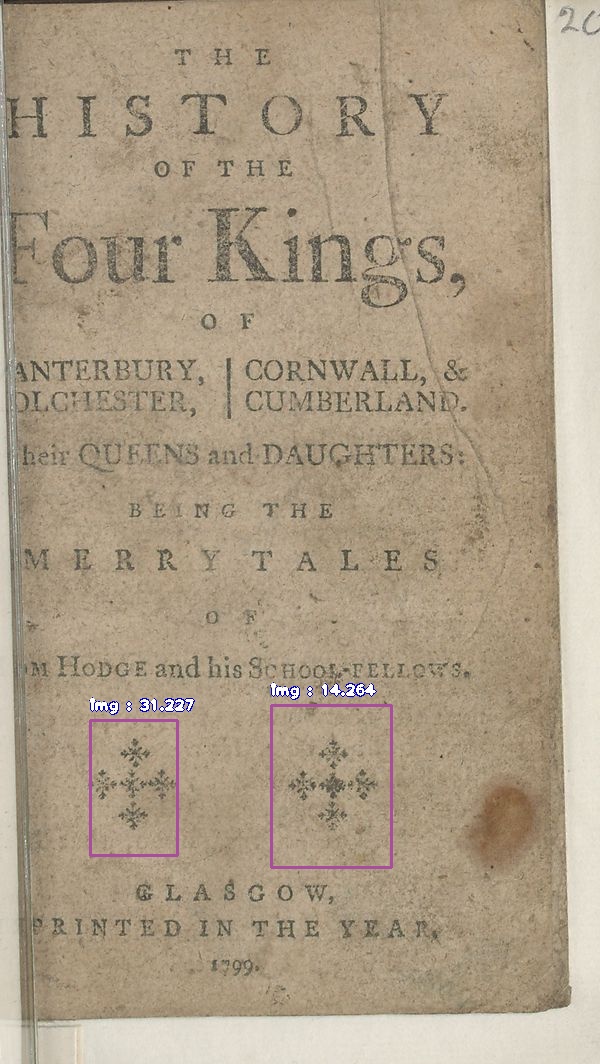 20
THE
HISTORY
OF THE
Four Kings,
OF
ANTERBURY, CORNWALL, &
OLCHESTER, CUMBERLAND.
heir QUEENS and DAUGHTERS:
BEING THE
MERRY TALES
OF
OM HODGE and his SCHOOL-FELLOWS.
Img : 31.227 Img : 14.264
GLASGOW,
PRINTED IN THE YEAR,
1799.